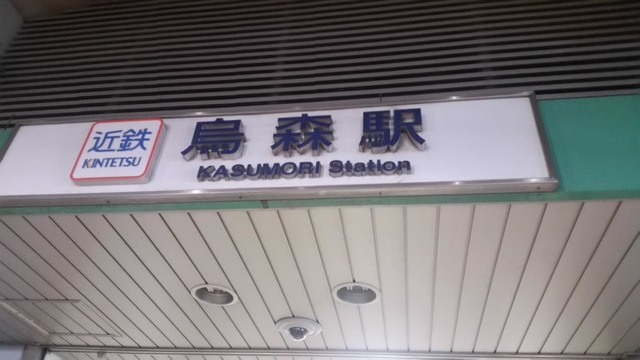 近鉄
KINTETSU
烏森駅
KASUMORI Station